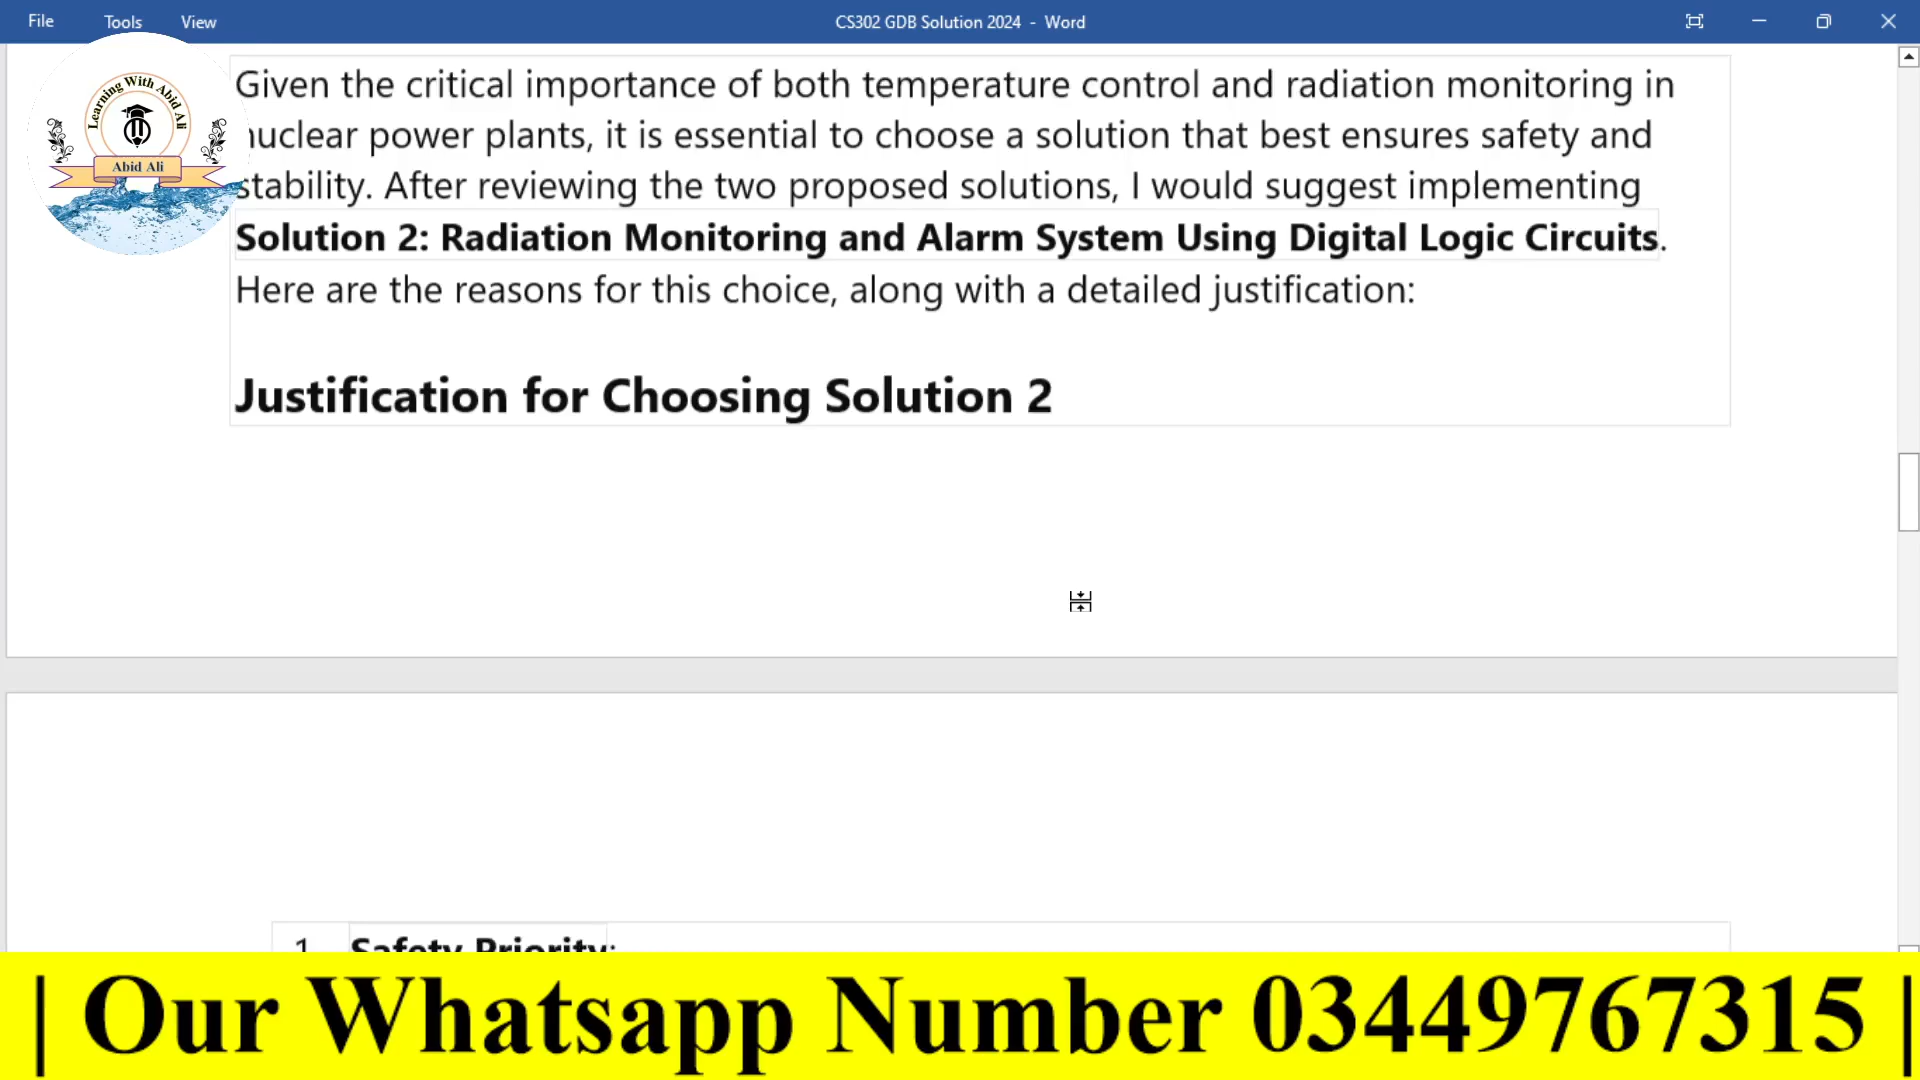 File Tools View CS302 GDB Solution 2024 - Word
Learning With Abid Ali
Abid Ali
Given the critical importance of both temperature control and radiation monitoring in
nuclear power plants, it is essential to choose a solution that best ensures safety and
stability. After reviewing the two proposed solutions, I would suggest implementing
Solution 2: Radiation Monitoring and Alarm System Using Digital Logic Circuits.
Here are the reasons for this choice, along with a detailed justification:
Justification for Choosing Solution 2
1. Safety Priority:
| Our Whatsapp Number 03449767315 |